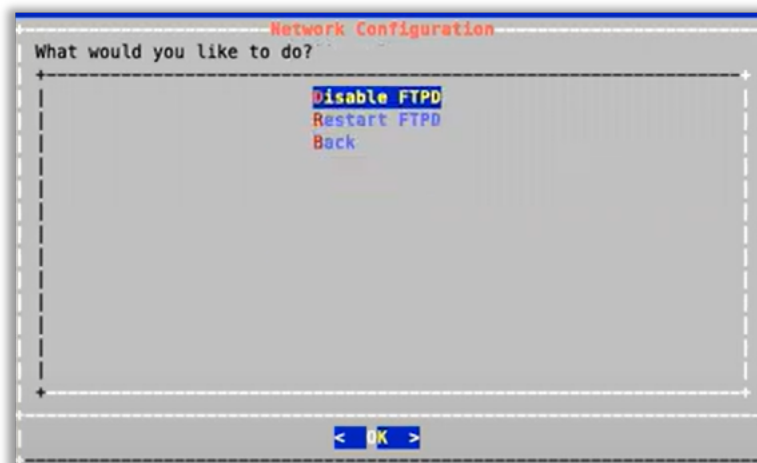 Network Configuration
What would you like to do?
Disable FTPD
Restart FTPD
Back
< OK >